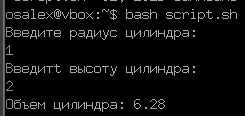 osalex@vbox:~$ bash script.sh
Введите радиус цилиндра:
1
Введитт высоту цилиндра:
2
Объем цилиндра: 6.28